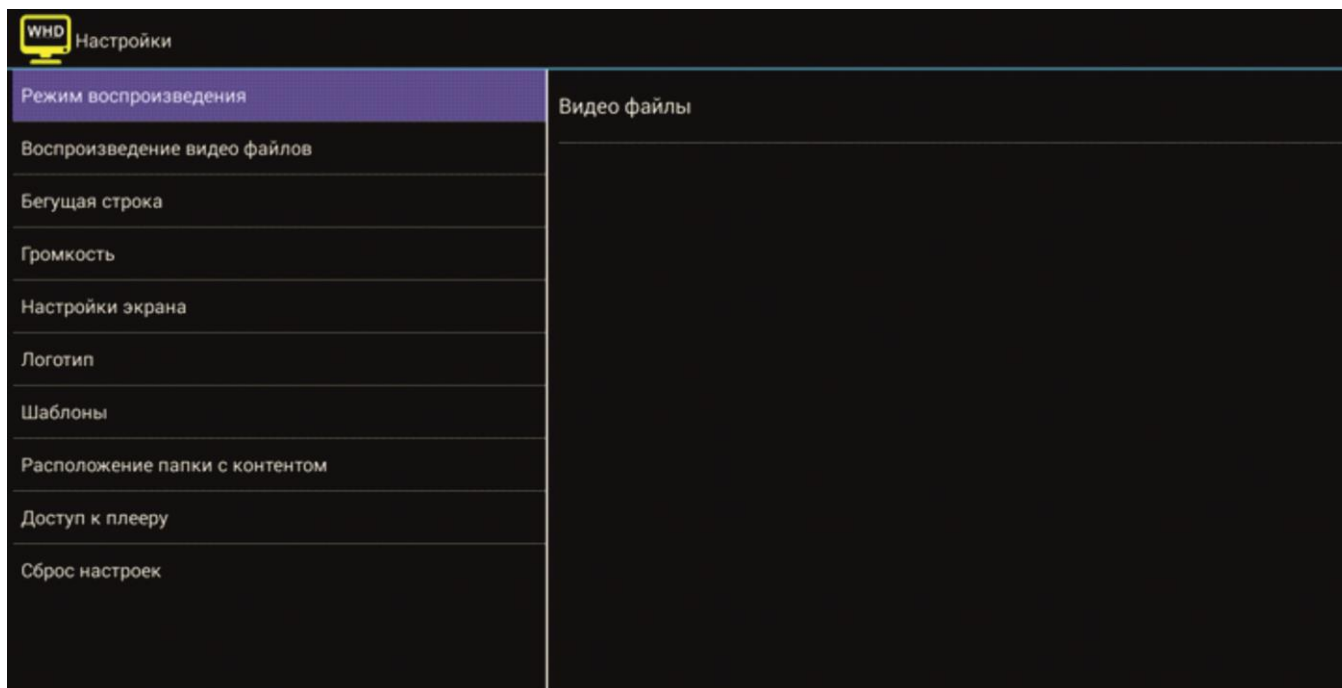 WHD
Настройки
Режим воспроизведения
Воспроизведение видео файлов
Бегущая строка
Громкость
Настройки экрана
Логотип
Шаблоны
Расположение папки с контентом
Доступ к плееру
Сброс настроек
Видео файлы